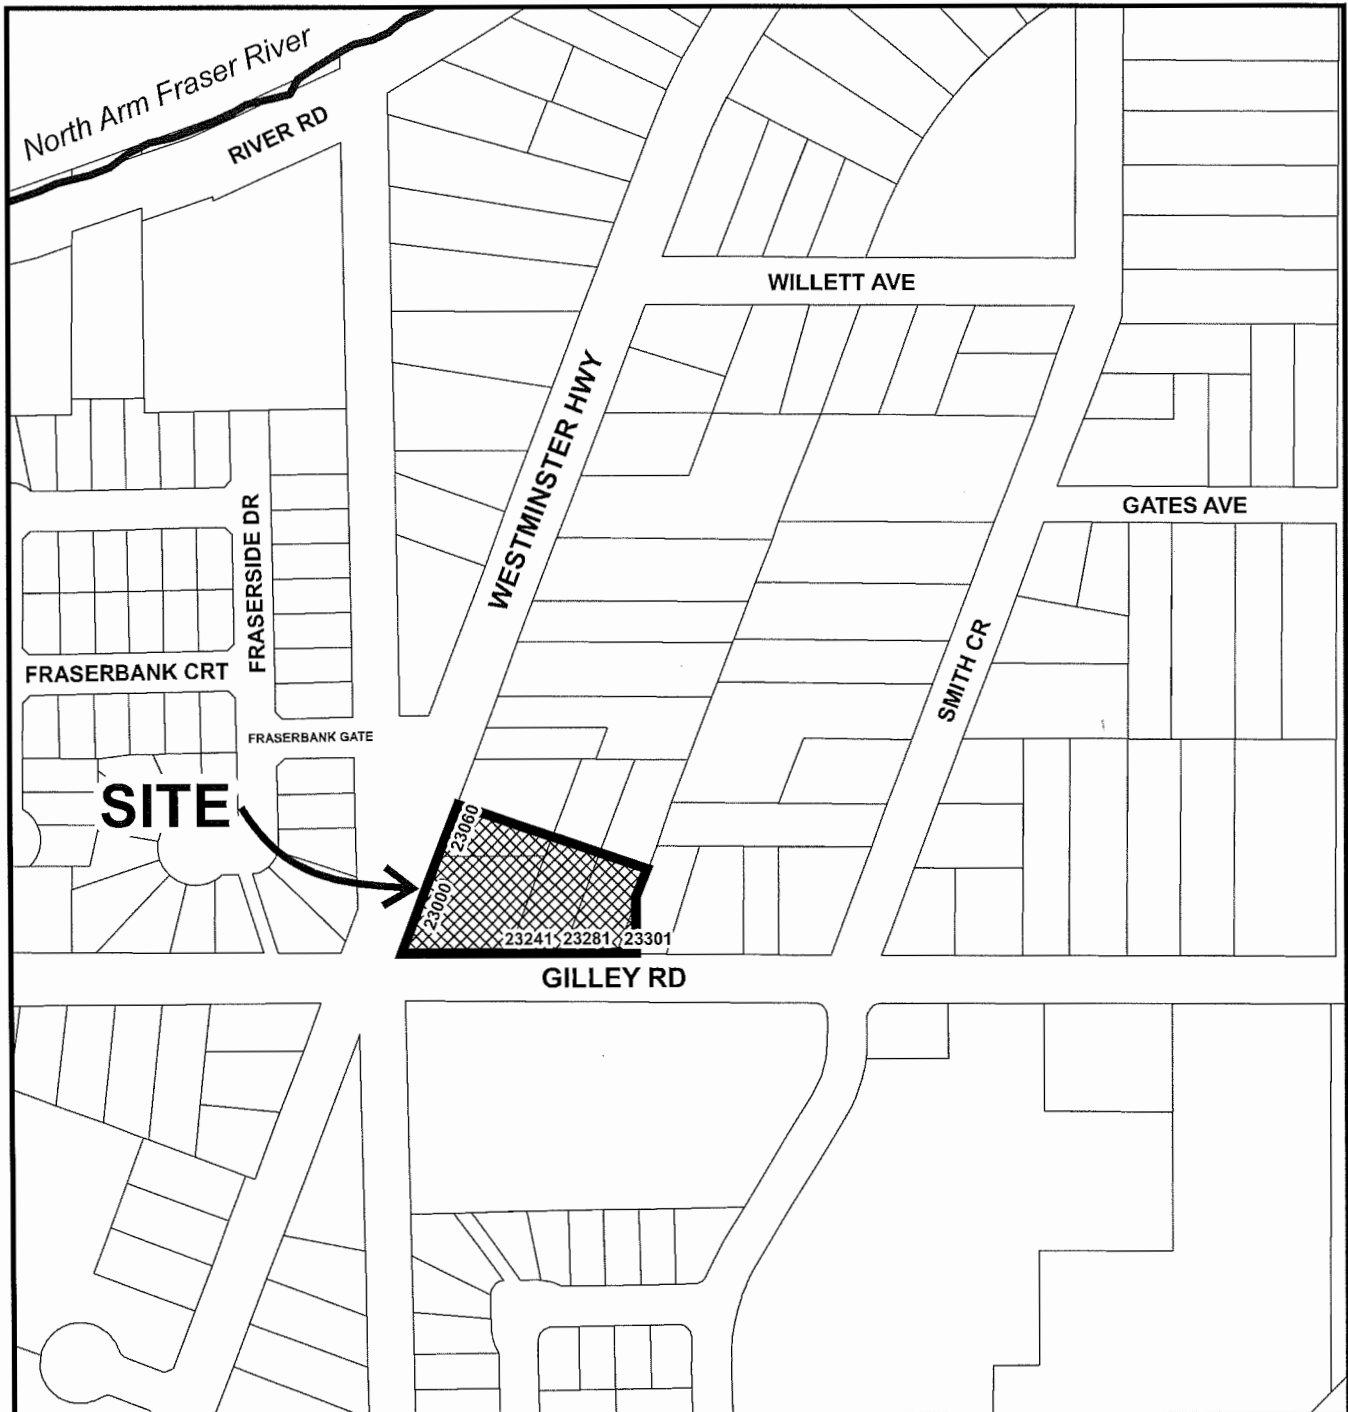 North Arm Fraser River
RIVER RD
WILLETT AVE
WESTMINSTER HWY
GATES AVE
FRASERSIDE DR
FRASERBANK CRT
SMITH CR
FRASERBANK GATE
SITE
23060
23000
23241 23281 23301
GILLEY RD